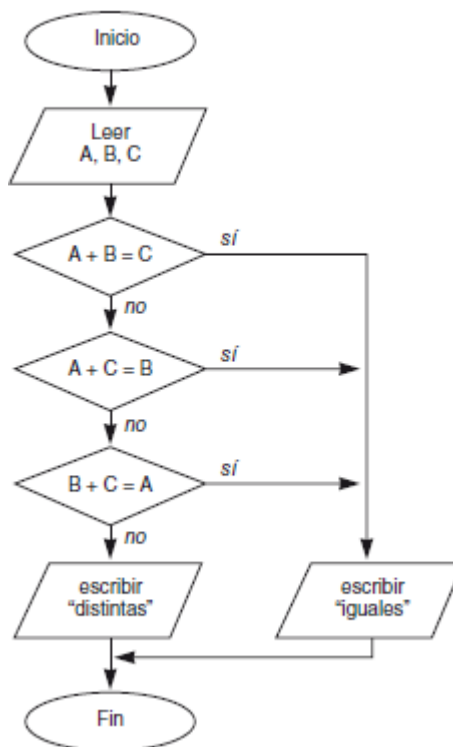 Inicio
Leer
A, B, C
A + B = C
sí
no
A + C = B
sí
no
B + C = A
sí
no
escribir
“distintas”
escribir
“iguales”
Fin